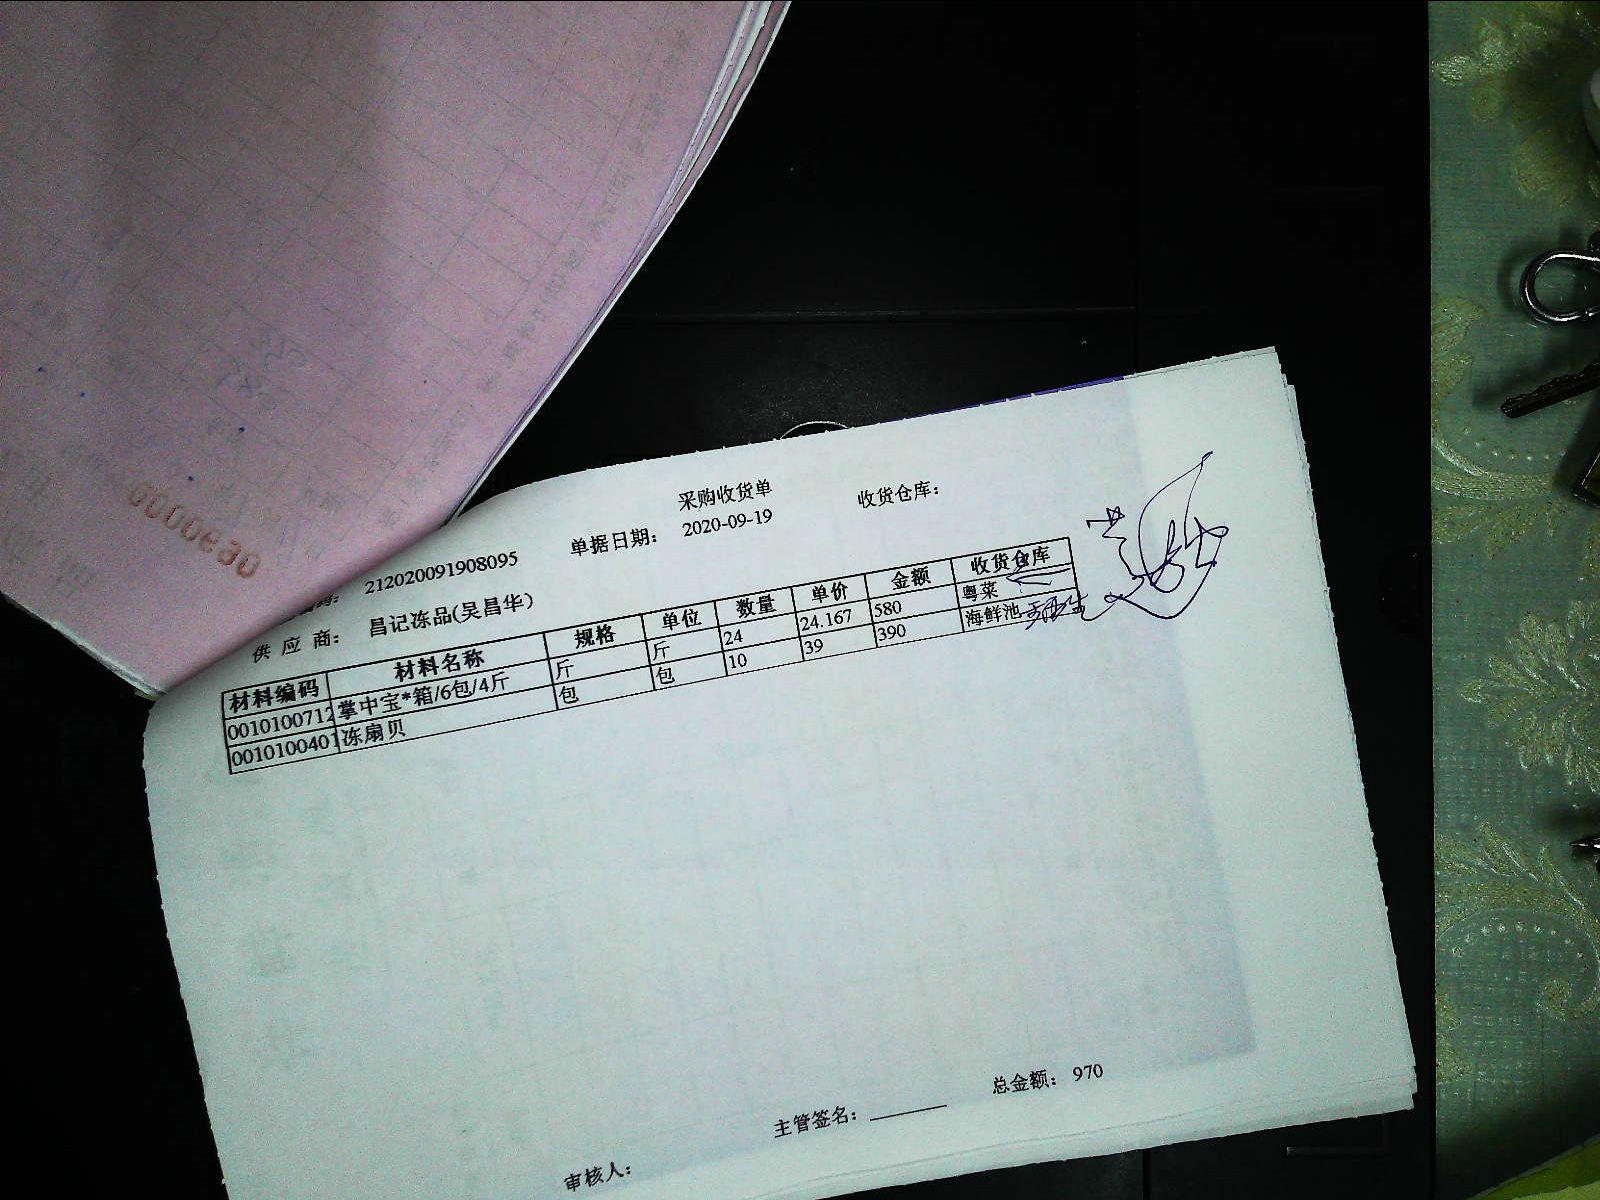 采购收货单
单据日期： 2020-09-19 收货仓库：
212020091908095
供 应 商： 昌记冻品(吴昌华)
材料编码 材料名称 规格 单位 数量 单价 金额 收货仓库
0010100712 掌中宝*箱/6包/4斤 斤 斤 24 24.167 580 粤菜
0010100401 冻扇贝 包 包 10 39 390 海鲜池
总金额： 970
主管签名：
审核人：
0000690